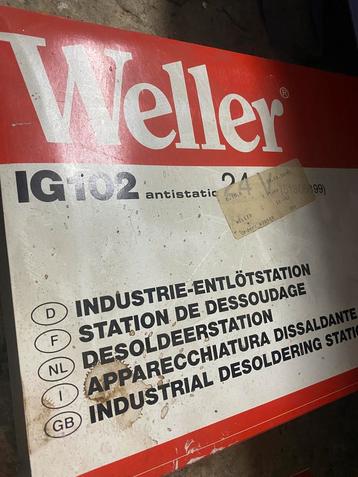 Weller®
IG102 antistatic 24 V
D INDUSTRIE-ENTLÖTSTATION
F STATION DE DESSOUDAGE
NL DESOLDEERSTATION
I APPARECCHIATURA DISSALDANTE
GB INDUSTRIAL DESOLDERING STATI